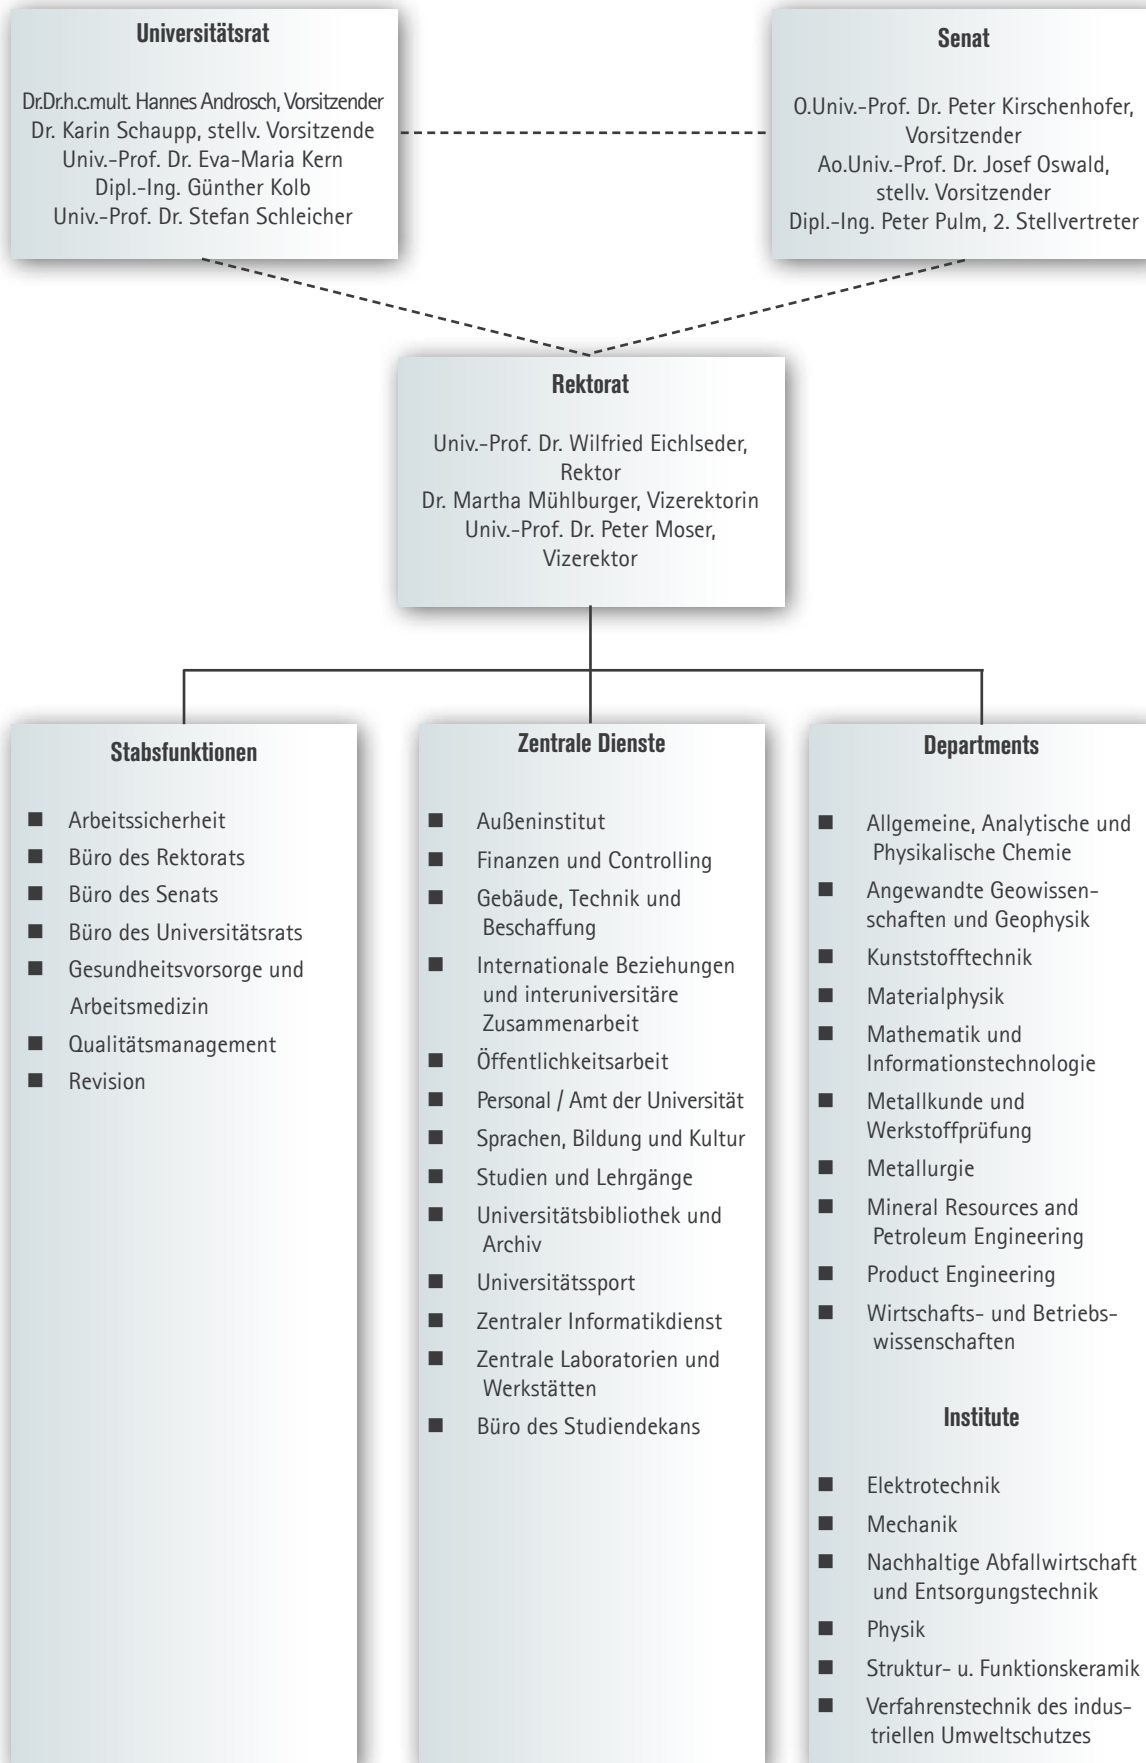 Universitätsrat
Dr.Dr.h.c.mult. Hannes Androsch, Vorsitzender
Dr. Karin Schaupp, stellv. Vorsitzende
Univ.-Prof. Dr. Eva-Maria Kern
Dipl.-Ing. Günther Kolb
Univ.-Prof. Dr. Stefan Schleicher
Senat
O.Univ.-Prof. Dr. Peter Kirschenhofer,
Vorsitzender
Ao.Univ.-Prof. Dr. Josef Oswald,
stellv. Vorsitzender
Dipl.-Ing. Peter Pulm, 2. Stellvertreter
Rektorat
Univ.-Prof. Dr. Wilfried Eichlseder,
Rektor
Dr. Martha Mühlburger, Vizerektorin
Univ.-Prof. Dr. Peter Moser,
Vizerektor
Stabsfunktionen
■ Arbeitssicherheit
■ Büro des Rektorats
■ Büro des Senats
■ Büro des Universitätsrats
■ Gesundheitsvorsorge und
Arbeitsmedizin
■ Qualitätsmanagement
■ Revision
Zentrale Dienste
■ Außeninstitut
■ Finanzen und Controlling
■ Gebäude, Technik und
Beschaffung
■ Internationale Beziehungen
und interuniversitäre
Zusammenarbeit
■ Öffentlichkeitsarbeit
■ Personal / Amt der Universität
■ Sprachen, Bildung und Kultur
■ Studien und Lehrgänge
■ Universitätsbibliothek und
Archiv
■ Universitätssport
■ Zentraler Informatikdienst
■ Zentrale Laboratorien und
Werkstätten
■ Büro des Studiendekans
Departments
■ Allgemeine, Analytische und
Physikalische Chemie
■ Angewandte Geowissen-
schaften und Geophysik
■ Kunststofftechnik
■ Materialphysik
■ Mathematik und
Informationstechnologie
■ Metallkunde und
Werkstoffprüfung
■ Metallurgie
■ Mineral Resources and
Petroleum Engineering
■ Product Engineering
■ Wirtschafts- und Betriebs-
wissenschaften
Institute
■ Elektrotechnik
■ Mechanik
■ Nachhaltige Abfallwirtschaft
und Entsorgungstechnik
■ Physik
■ Struktur- u. Funktionskeramik
■ Verfahrenstechnik des indus-
triellen Umweltschutzes